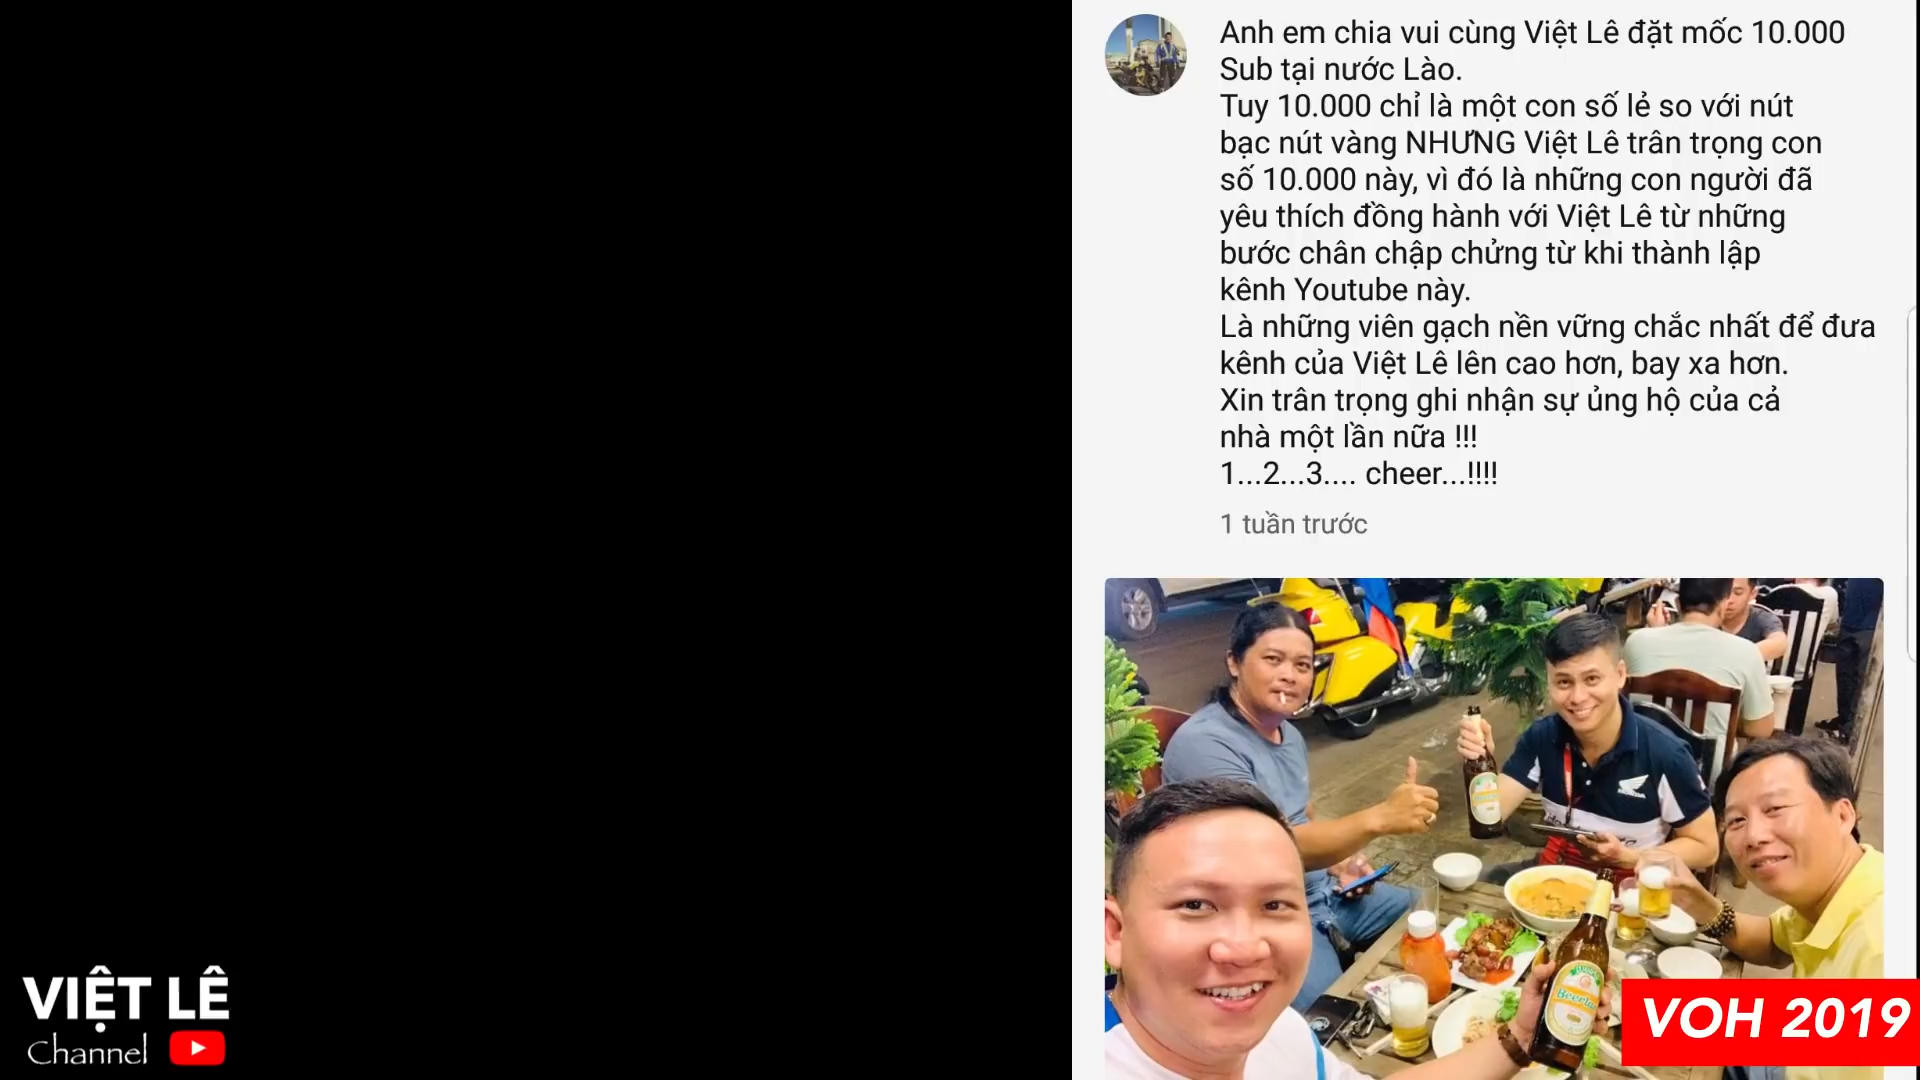 Anh em chia vui cùng Việt Lê đặt mốc 10.000
Sub tại nước Lào.
Tuy 10.000 chỉ là một con số lẻ so với nút
bạc nút vàng NHƯNG Việt Lê trân trọng con
số 10.000 này, vì đó là những con người đã
yêu thích đồng hành với Việt Lê từ những
bước chân chập chửng từ khi thành lập
kênh Youtube này.
Là những viên gạch nền vững chắc nhất để đưa
kênh của Việt Lê lên cao hơn, bay xa hơn.
Xin trân trọng ghi nhận sự ủng hộ của cả
nhà một lần nữa !!!
1...2...3.... cheer...!!!!
1 tuần trước
HONDA
Beerlao
VIỆT LÊ
Channel
VOH 2019